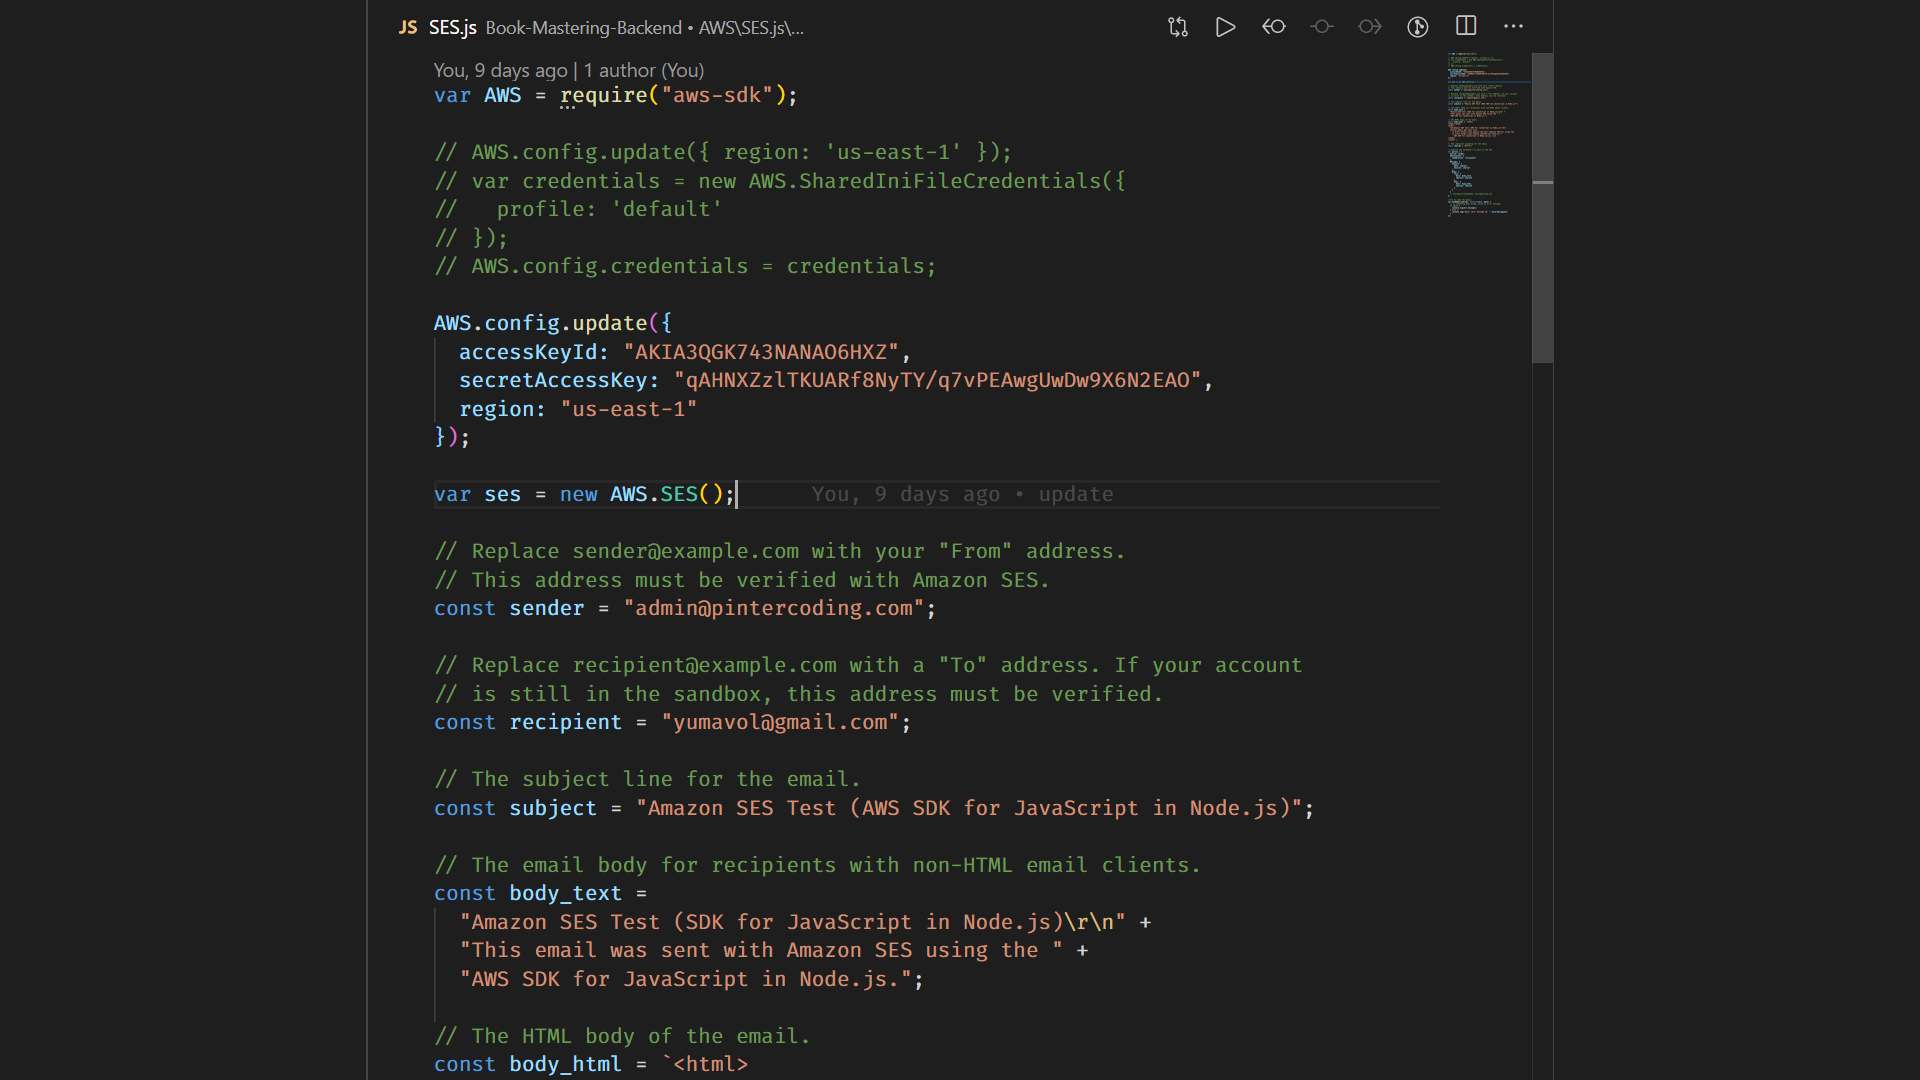 JS SES.js Book-Mastering-Backend • AWS\SES.js\...
You, 9 days ago | 1 author (You)
var AWS = require("aws-sdk");
// AWS.config.update({ region: 'us-east-1' });
// var credentials = new AWS.SharedIniFileCredentials({
//   profile: 'default'
// });
// AWS.config.credentials = credentials;
AWS.config.update({
  accessKeyId: "AKIA3QGK743NANAO6HXZ",
  secretAccessKey: "qAHNXZzlTKUARf8NyTY/q7vPEAwgUwDw9X6N2EAO",
  region: "us-east-1"
});
var ses = new AWS.SES(); You, 9 days ago • update
// Replace sender@example.com with your "From" address.
// This address must be verified with Amazon SES.
const sender = "admin@pintercoding.com";
// Replace recipient@example.com with a "To" address. If your account
// is still in the sandbox, this address must be verified.
const recipient = "yumavol@gmail.com";
// The subject line for the email.
const subject = "Amazon SES Test (AWS SDK for JavaScript in Node.js)";
// The email body for recipients with non-HTML email clients.
const body_text =
  "Amazon SES Test (SDK for JavaScript in Node.js)\r\n" +
  "This email was sent with Amazon SES using the " +
  "AWS SDK for JavaScript in Node.js.";
// The HTML body of the email.
const body_html = `<html>